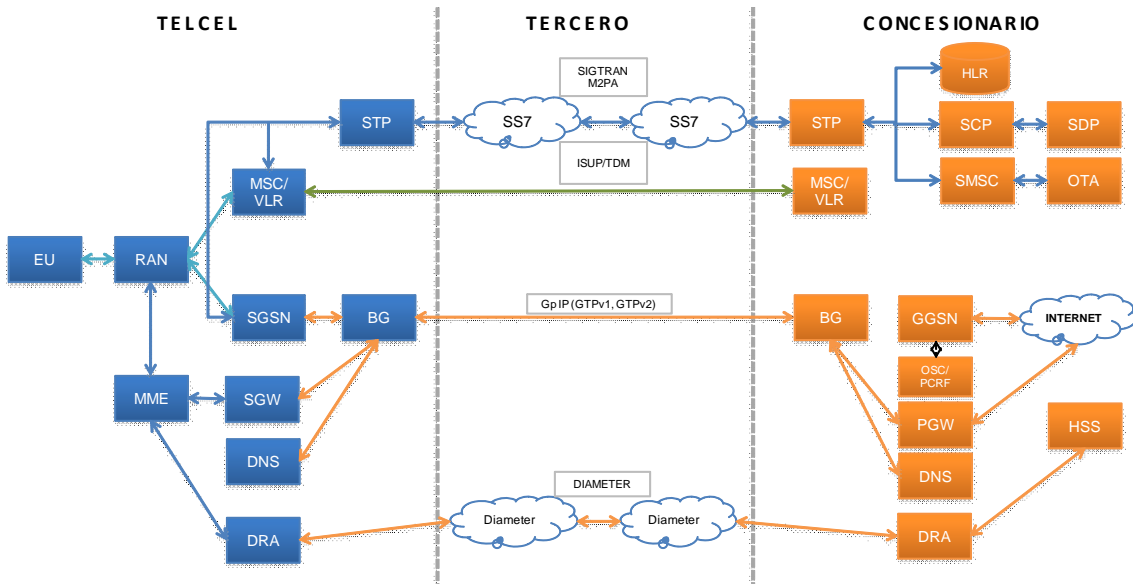 TELCEL
TERCERO
CONCESIONARIO
SIGTRAN
M2PA
HLR
STP
SS7
SS7
STP
SCP
SDP
ISUP/TDM
MSC/
VLR
MSC/
VLR
SMSC
OTA
EU
RAN
SGSN
BG
Gp IP (GTPv1, GTPv2)
BG
GGSN
INTERNET
OSC/
PCRF
MME
SGW
PGW
HSS
DNS
DNS
DIAMETER
Diameter
Diameter
DRA
DRA